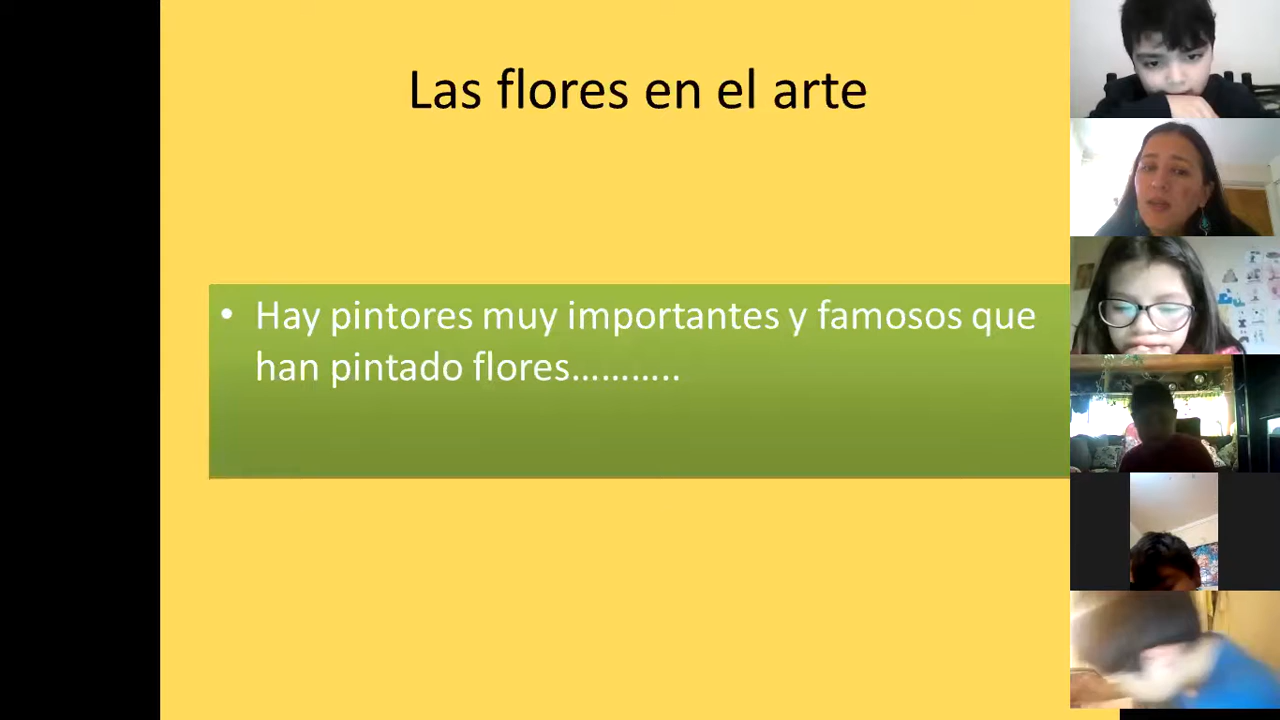 Las flores en el arte
• Hay pintores muy importantes y famosos que
han pintado flores………..